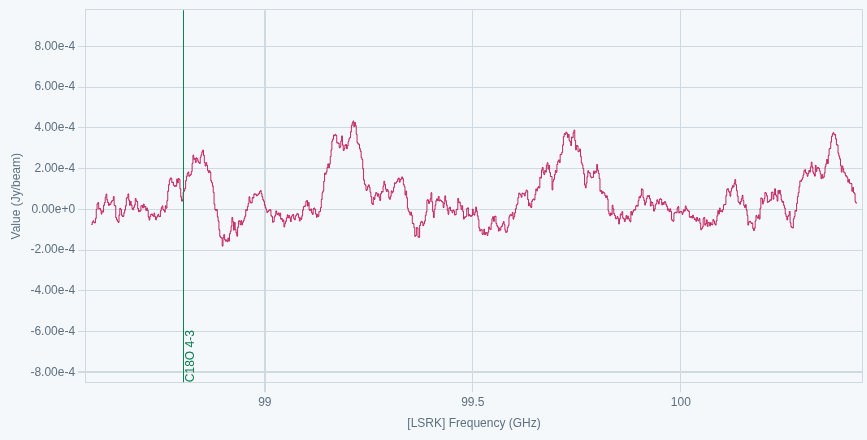 8.00e-4
6.00e-4
4.00e-4
2.00e-4
0.00e+0
-2.00e-4
-4.00e-4
-6.00e-4
-8.00e-4
Value (Jy/beam)
C18O 4-3
99
99.5
100
[LSRK] Frequency (GHz)